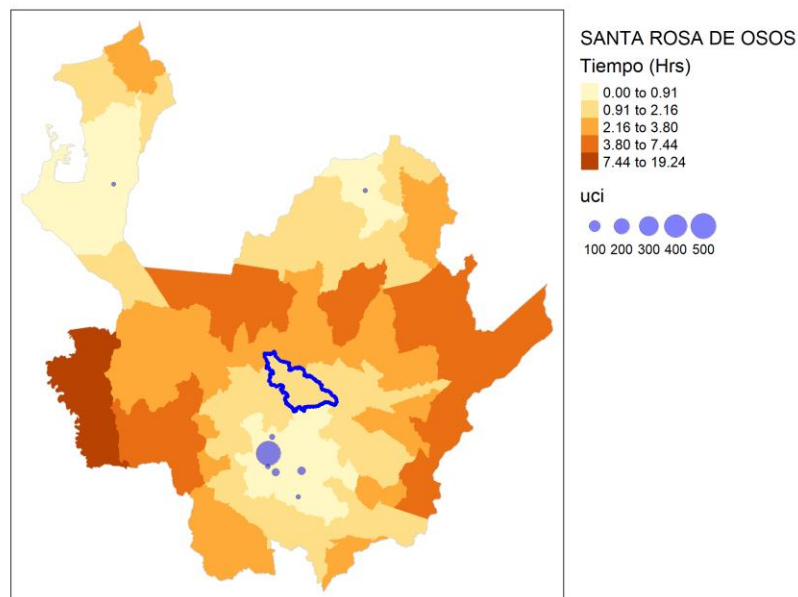 SANTA ROSA DE OSOS
Tiempo (Hrs)
0.00 to 0.91
0.91 to 2.16
2.16 to 3.80
3.80 to 7.44
7.44 to 19.24
uci
100 200 300 400 500